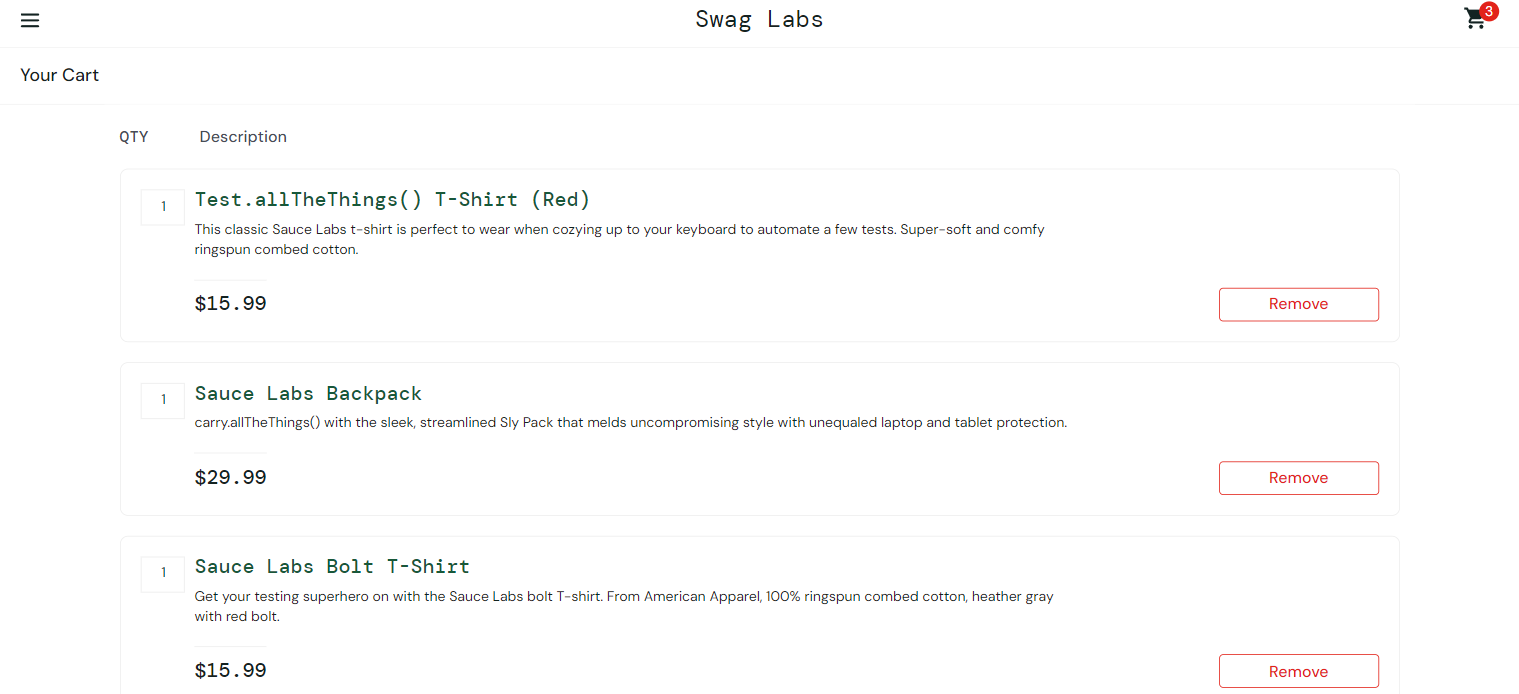 Swag Labs
3
Your Cart
QTY Description
1 Test.allTheThings() T-Shirt (Red)
This classic Sauce Labs t-shirt is perfect to wear when cozying up to your keyboard to automate a few tests. Super-soft and comfy
ringspun combed cotton.
$15.99
Remove
1 Sauce Labs Backpack
carry.allTheThings() with the sleek, streamlined Sly Pack that melds uncompromising style with unequaled laptop and tablet protection.
$29.99
Remove
1 Sauce Labs Bolt T-Shirt
Get your testing superhero on with the Sauce Labs bolt T-shirt. From American Apparel, 100% ringspun combed cotton, heather gray
with red bolt.
$15.99
Remove